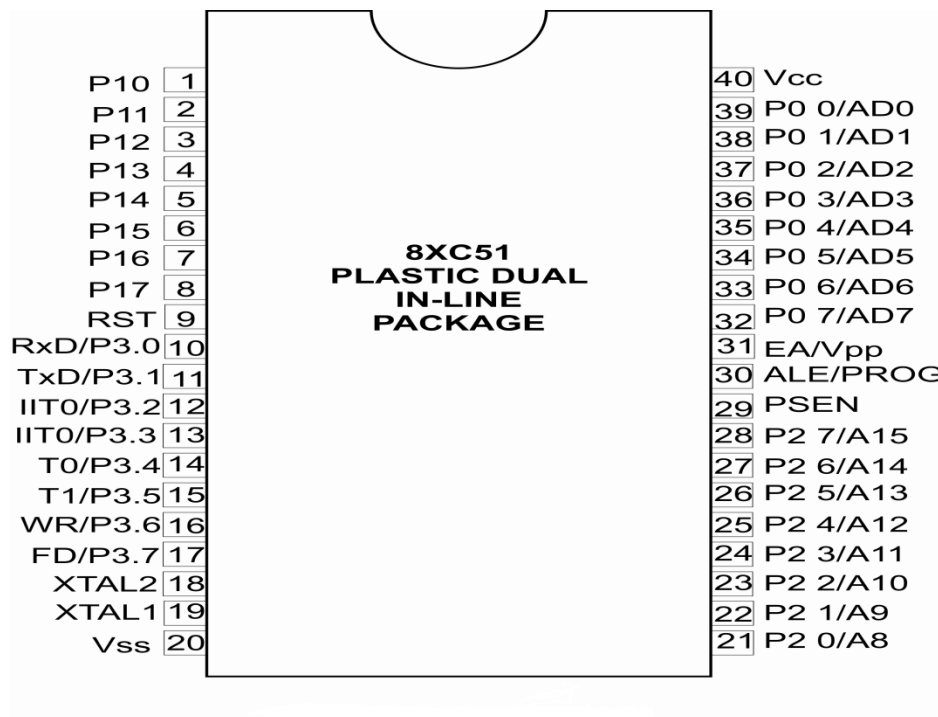 P10 1
P11 2
P12 3
P13 4
P14 5
P15 6
P16 7
P17 8
RST 9
RxD/P3.0 10
TxD/P3.1 11
IIT0/P3.2 12
IIT0/P3.3 13
T0/P3.4 14
T1/P3.5 15
WR/P3.6 16
FD/P3.7 17
XTAL2 18
XTAL1 19
Vss 20
8XC51
PLASTIC DUAL
IN-LINE
PACKAGE
40 Vcc
39 P0 0/AD0
38 P0 1/AD1
37 P0 2/AD2
36 P0 3/AD3
35 P0 4/AD4
34 P0 5/AD5
33 P0 6/AD6
32 P0 7/AD7
31 EA/Vpp
30 ALE/PROG
29 PSEN
28 P2 7/A15
27 P2 6/A14
26 P2 5/A13
25 P2 4/A12
24 P2 3/A11
23 P2 2/A10
22 P2 1/A9
21 P2 0/A8